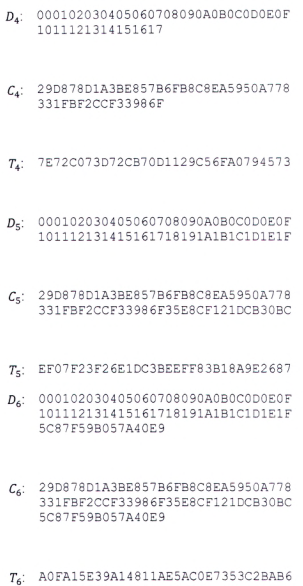 D₄: 000102030405060708090A0B0C0D0E0F
1011121314151617
C₄: 29D878D1A3BE857B6FB8C8EA5950A778
331FBF2CCF33986F
T₄: 7E72C073D72CB70D1129C56FA0794573
D₅: 000102030405060708090A0B0C0D0E0F
101112131415161718191A1B1C1D1E1F
C₅: 29D878D1A3BE857B6FB8C8EA5950A778
331FBF2CCF33986F35E8CF121DCB30BC
T₅: EF07F23F26E1DC3BEEFF83B18A9E2687
D₆: 000102030405060708090A0B0C0D0E0F
101112131415161718191A1B1C1D1E1F
5C87F59B057A40E9
C₆: 29D878D1A3BE857B6FB8C8EA5950A778
331FBF2CCF33986F35E8CF121DCB30BC
5C87F59B057A40E9
T₆: A0FA15E39A14811AE5AC0E7353C2BAB6